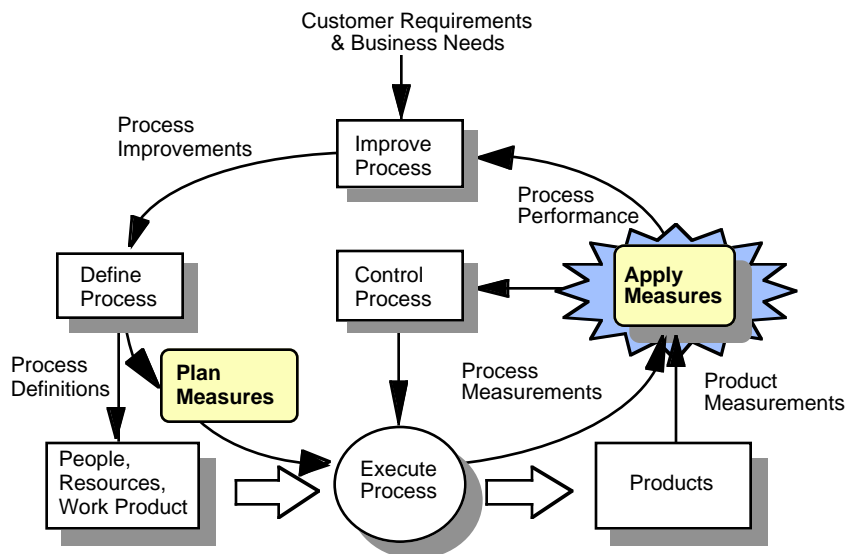 Customer Requirements
& Business Needs
Process
Improvements
Improve
Process
Process
Performance
Define
Process
Control
Process
Apply
Measures
Process
Definitions
Plan
Measures
Process
Measurements
Product
Measurements
People,
Resources,
Work Product
Execute
Process
Products